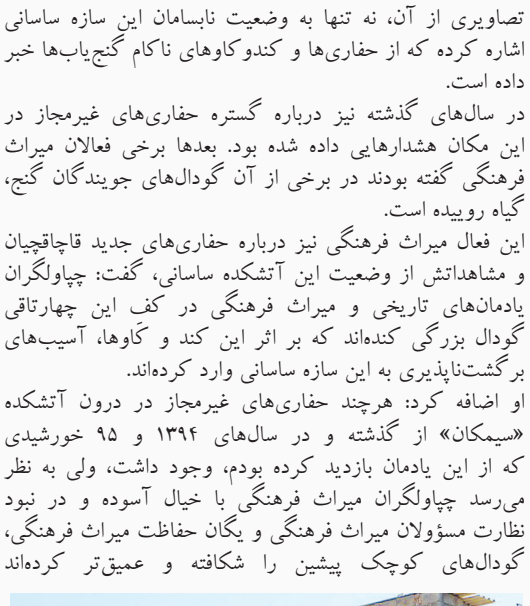 تصاویری از آن، نه تنها به وضعیت نابسامان این سازه ساسانی
اشاره کرده که از حفاری‌ها و کندوکاوهای ناکام گنج‌یاب‌ها خبر
داده است.
در سال‌های گذشته نیز درباره گستره حفاری‌های غیرمجاز در
این مکان هشدارهایی داده شده بود. بعدها برخی فعالان میراث
فرهنگی گفته بودند در برخی از آن گودال‌های جویندگان گنج،
گیاه روییده است.
این فعال میراث فرهنگی نیز درباره حفاری‌های جدید قاچاقچیان
و مشاهداتش از وضعیت این آتشکده ساسانی، گفت: چپاولگران
یادمان‌های تاریخی و میراث فرهنگی در کف این چهارتاقی
گودال بزرگی کنده‌اند که بر اثر این کند و کَاوها، آسیب‌های
برگشت‌ناپذیری به این سازه ساسانی وارد کرده‌اند.
او اضافه کرد: هرچند حفاری‌های غیرمجاز در درون آتشکده
«سیمکان» از گذشته و در سال‌های ۱۳۹۴ و ۹۵ خورشیدی
که از این یادمان بازدید کرده بودم، وجود داشت، ولی به نظر
می‌رسد چپاولگران میراث فرهنگی با خیال آسوده و در نبود
نظارت مسؤولان میراث فرهنگی و یگان حفاظت میراث فرهنگی،
گودال‌های کوچک پیشین را شکافته و عمیق‌تر کرده‌اند